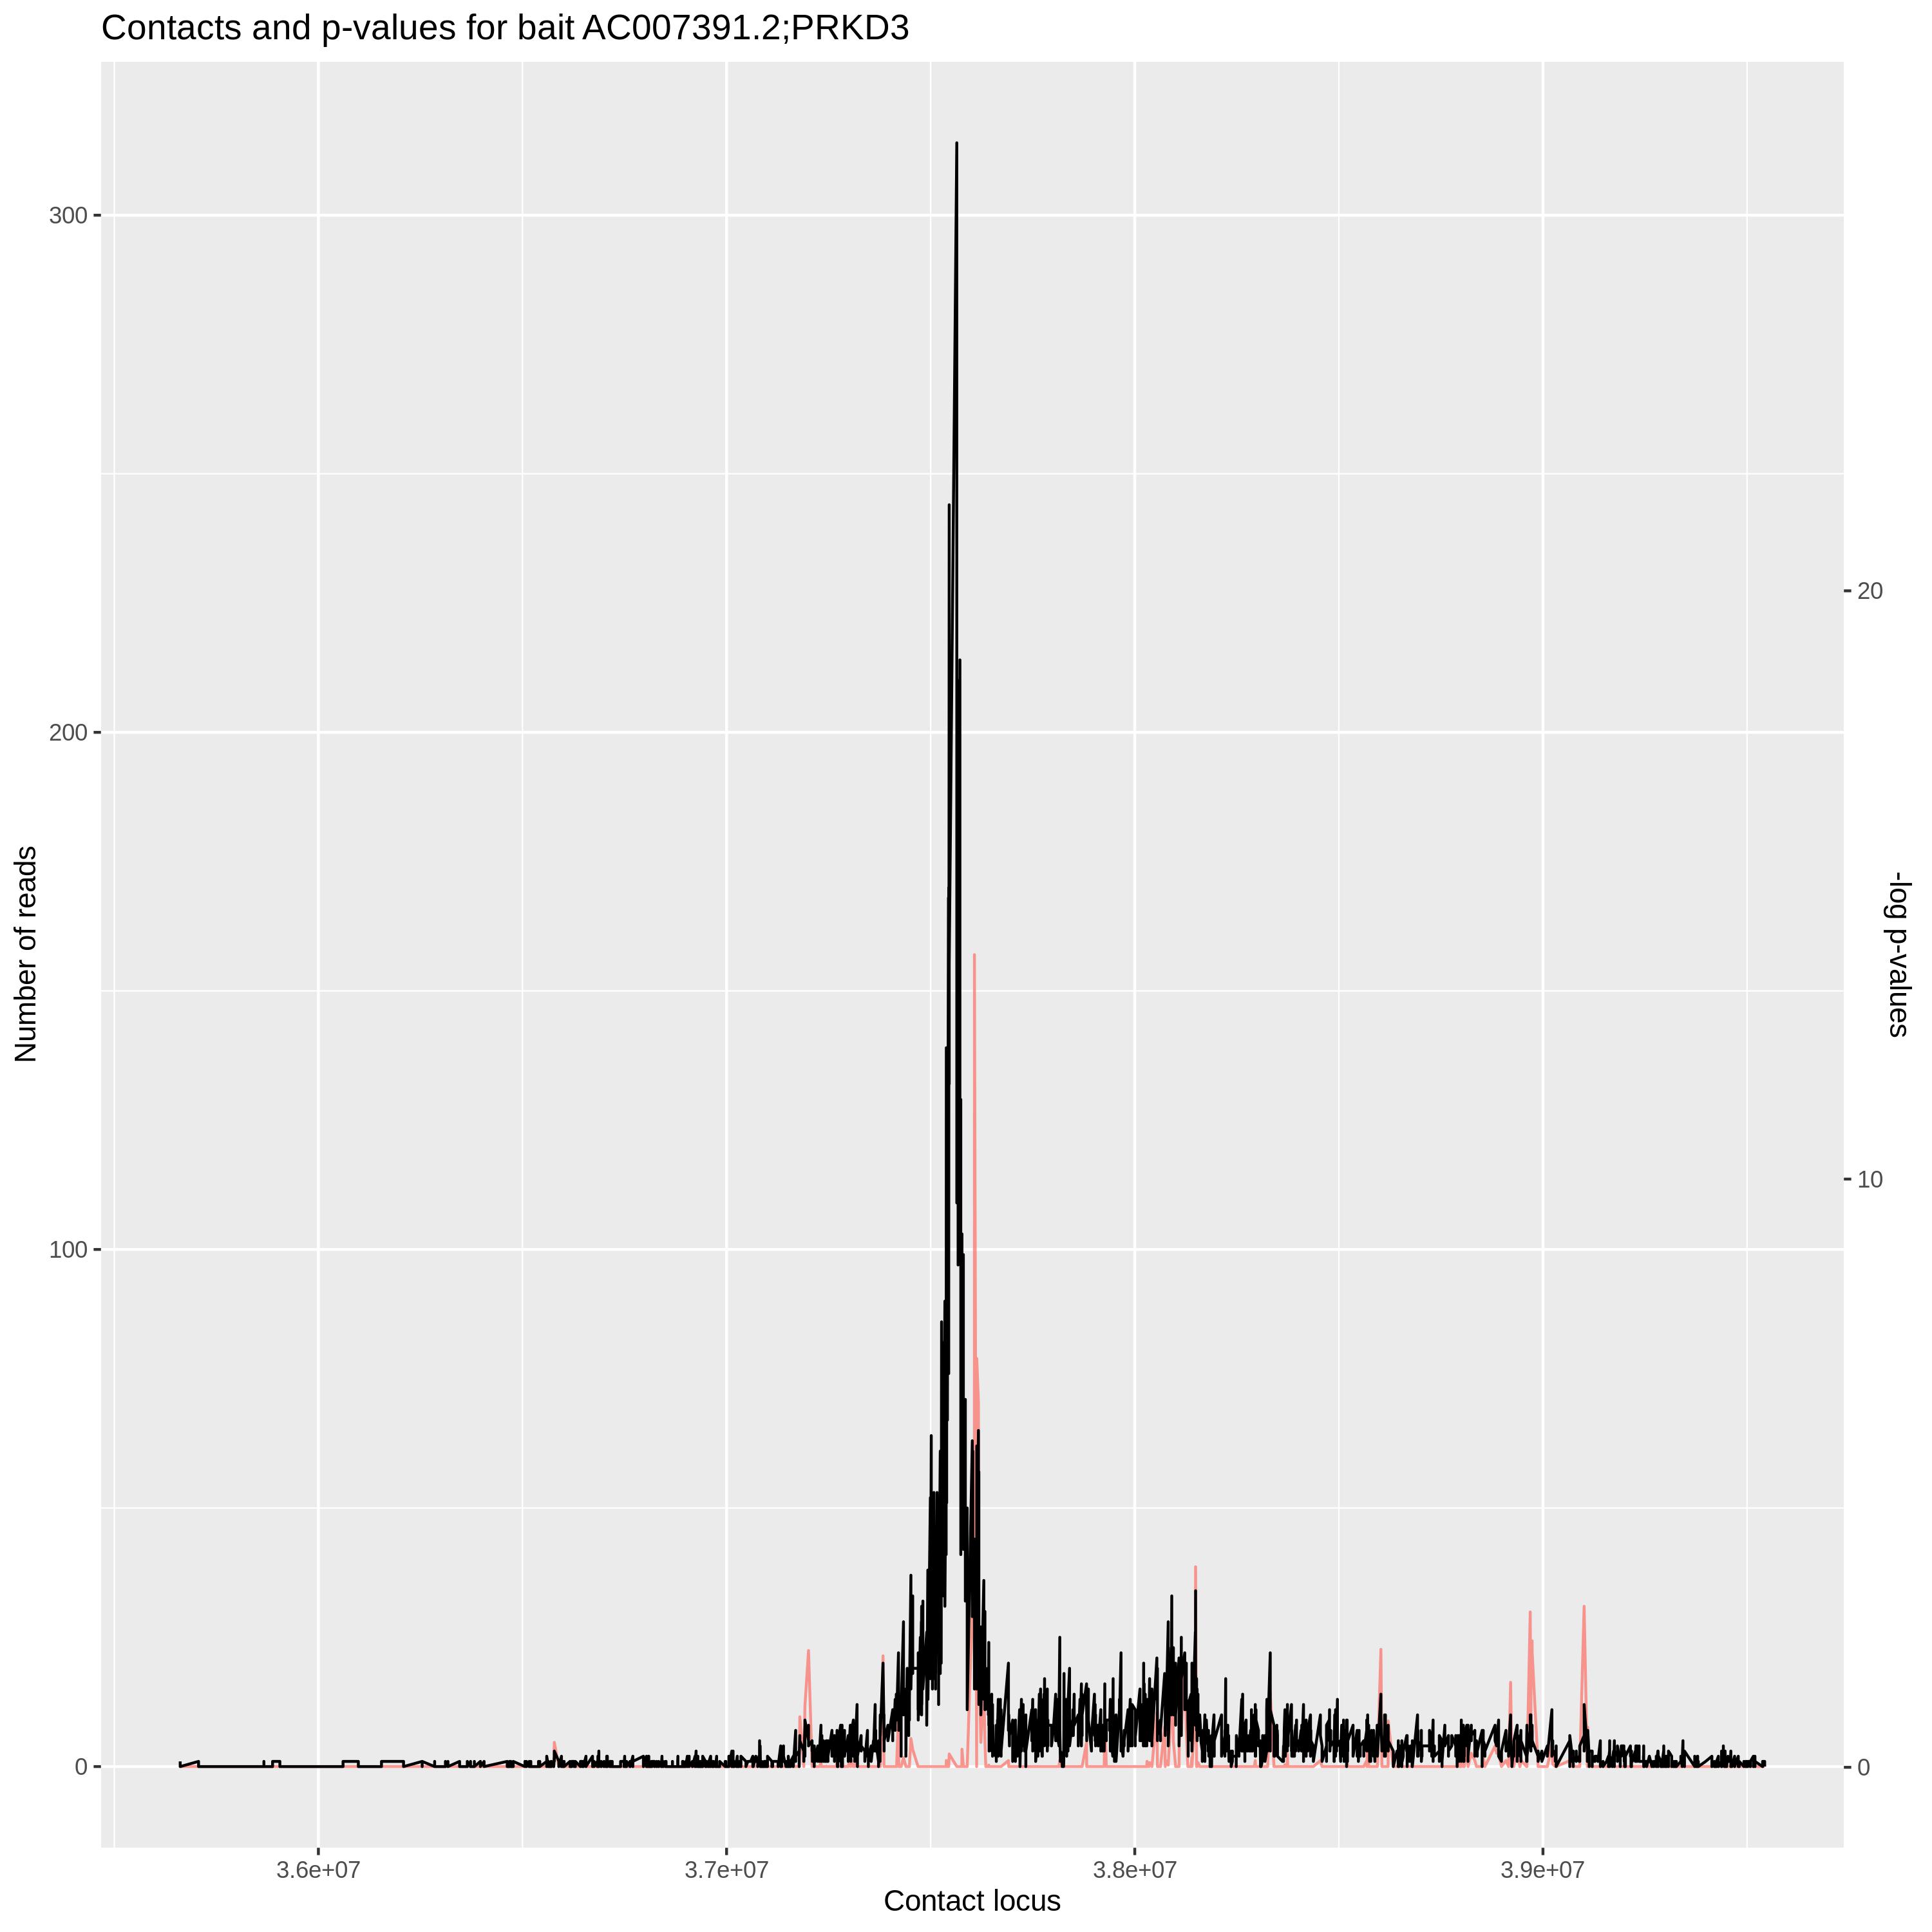 Contacts and p-values for bait AC007391.2;PRKD3
300
200
100
0
Number of reads
20
10
0
-log p-values
3.6e+07
3.7e+07
3.8e+07
3.9e+07
Contact locus